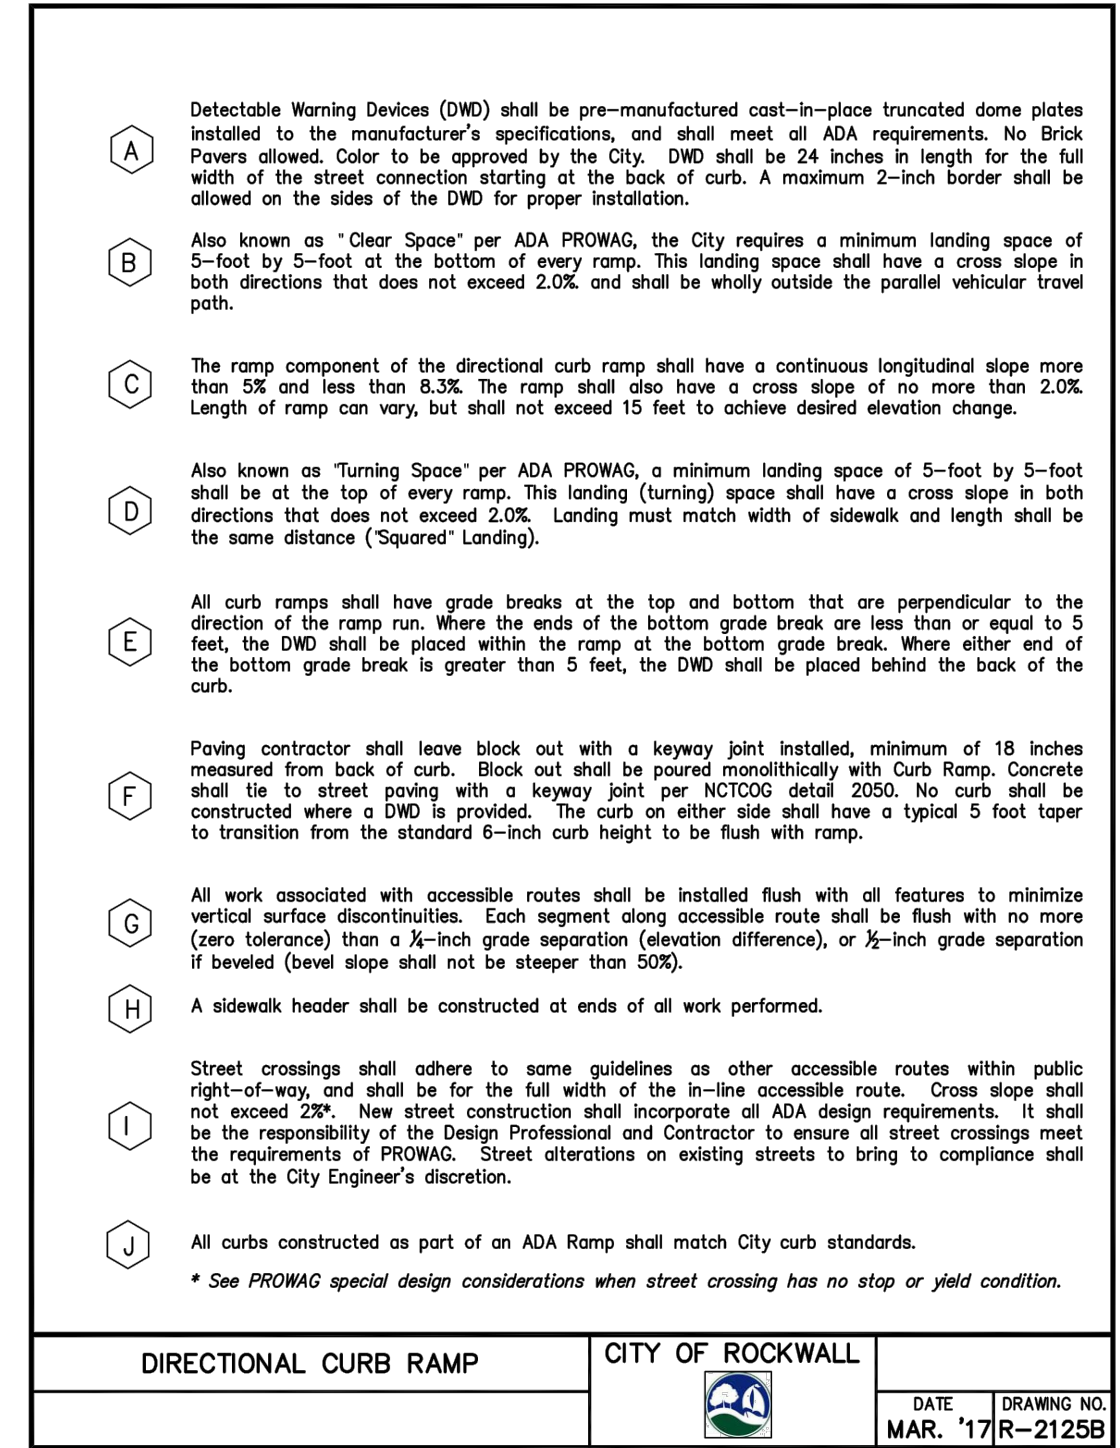 A
Detectable Warning Devices (DWD) shall be pre-manufactured cast-in-place truncated dome plates
installed to the manufacturer's specifications, and shall meet all ADA requirements. No Brick
Pavers allowed. Color to be approved by the City. DWD shall be 24 inches in length for the full
width of the street connection starting at the back of curb. A maximum 2-inch border shall be
allowed on the sides of the DWD for proper installation.
B
Also known as "Clear Space" per ADA PROWAG, the City requires a minimum landing space of
5-foot by 5-foot at the bottom of every ramp. This landing space shall have a cross slope in
both directions that does not exceed 2.0%. and shall be wholly outside the parallel vehicular travel
path.
C
The ramp component of the directional curb ramp shall have a continuous longitudinal slope more
than 5% and less than 8.3%. The ramp shall also have a cross slope of no more than 2.0%.
Length of ramp can vary, but shall not exceed 15 feet to achieve desired elevation change.
D
Also known as "Turning Space" per ADA PROWAG, a minimum landing space of 5-foot by 5-foot
shall be at the top of every ramp. This landing (turning) space shall have a cross slope in both
directions that does not exceed 2.0%. Landing must match width of sidewalk and length shall be
the same distance ("Squared" Landing).
E
All curb ramps shall have grade breaks at the top and bottom that are perpendicular to the
direction of the ramp run. Where the ends of the bottom grade break are less than or equal to 5
feet, the DWD shall be placed within the ramp at the bottom grade break. Where either end of
the bottom grade break is greater than 5 feet, the DWD shall be placed behind the back of the
curb.
F
Paving contractor shall leave block out with a keyway joint installed, minimum of 18 inches
measured from back of curb. Block out shall be poured monolithically with Curb Ramp. Concrete
shall tie to street paving with a keyway joint per NCTCOG detail 2050. No curb shall be
constructed where a DWD is provided. The curb on either side shall have a typical 5 foot taper
to transition from the standard 6-inch curb height to be flush with ramp.
G
All work associated with accessible routes shall be installed flush with all features to minimize
vertical surface discontinuities. Each segment along accessible route shall be flush with no more
(zero tolerance) than a ¼-inch grade separation (elevation difference), or ½-inch grade separation
if beveled (bevel slope shall not be steeper than 50%).
H
A sidewalk header shall be constructed at ends of all work performed.
I
Street crossings shall adhere to same guidelines as other accessible routes within public
right-of-way, and shall be for the full width of the in-line accessible route. Cross slope shall
not exceed 2%*. New street construction shall incorporate all ADA design requirements. It shall
be the responsibility of the Design Professional and Contractor to ensure all street crossings meet
the requirements of PROWAG. Street alterations on existing streets to bring to compliance shall
be at the City Engineer's discretion.
J
All curbs constructed as part of an ADA Ramp shall match City curb standards.
* See PROWAG special design considerations when street crossing has no stop or yield condition.
DIRECTIONAL CURB RAMP
CITY OF ROCKWALL
DATE
MAR. '17
DRAWING NO.
R-2125B